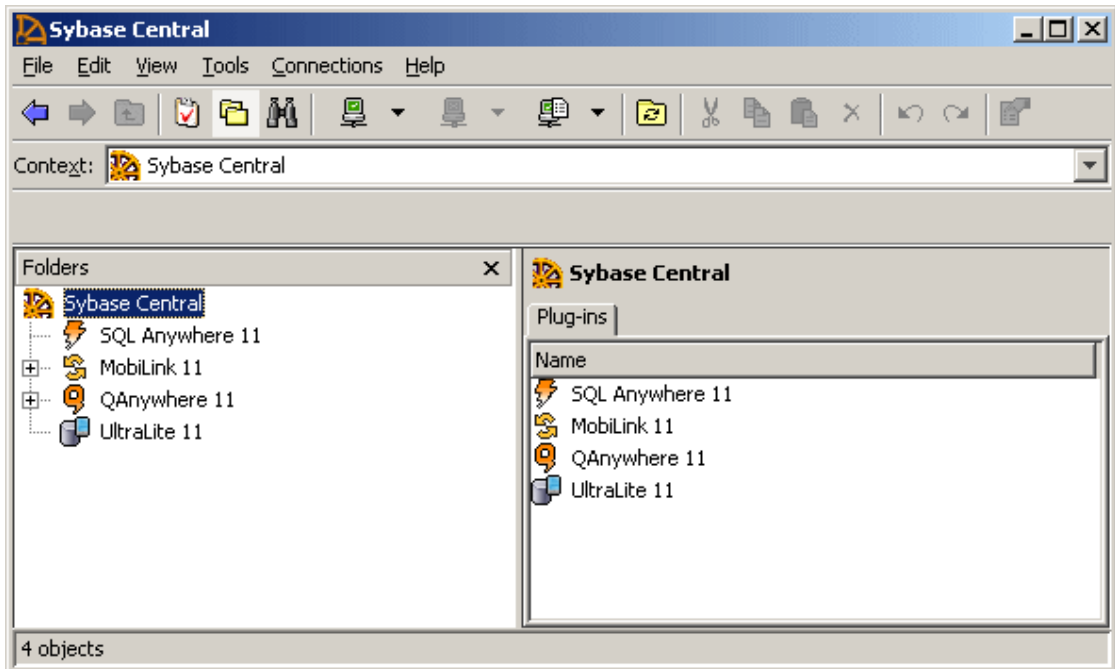 Sybase Central
File Edit View Tools Connections Help
Context: Sybase Central
Folders
Sybase Central
SQL Anywhere 11
MobiLink 11
QAnywhere 11
UltraLite 11
Sybase Central
Plug-ins
Name
SQL Anywhere 11
MobiLink 11
QAnywhere 11
UltraLite 11
4 objects